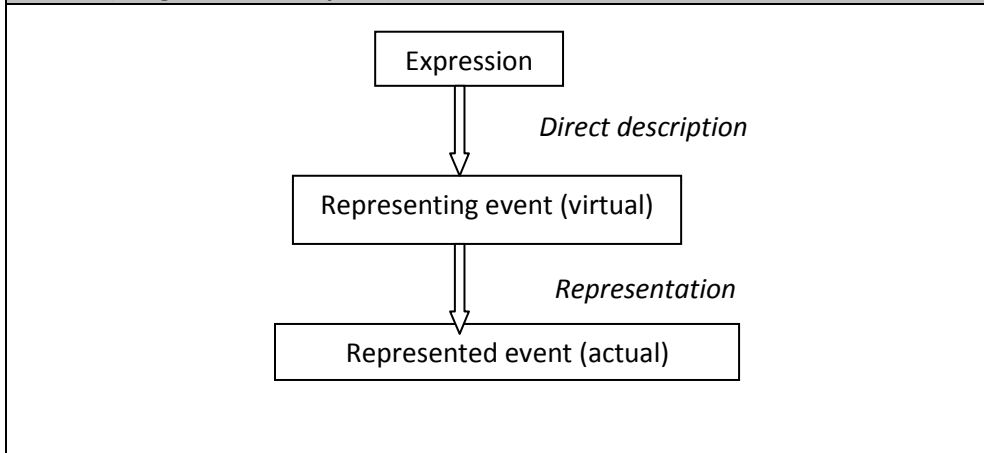 Expression
Direct description
Representing event (virtual)
Representation
Represented event (actual)